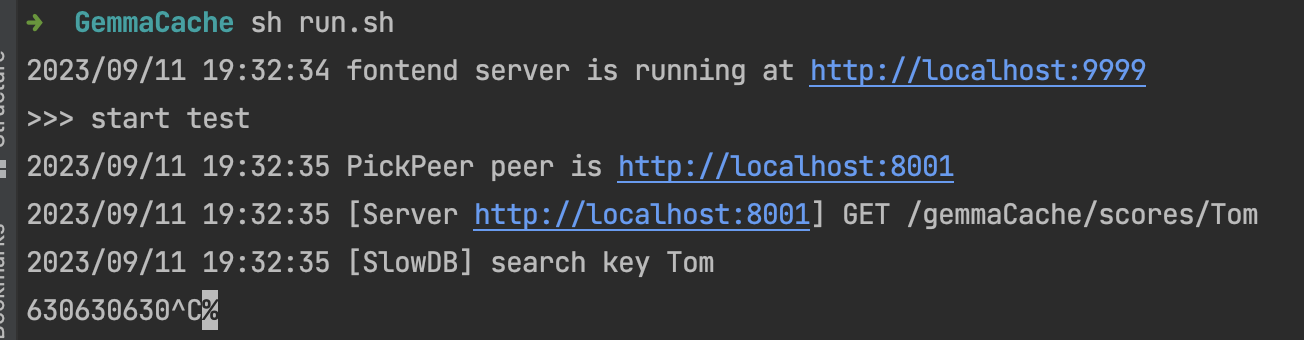 ➜ GemmaCache sh run.sh
2023/09/11 19:32:34 fontend server is running at http://localhost:9999
>>> start test
2023/09/11 19:32:35 PickPeer peer is http://localhost:8001
2023/09/11 19:32:35 [Server http://localhost:8001] GET /gemmaCache/scores/Tom
2023/09/11 19:32:35 [SlowDB] search key Tom
630630630^C%
Structure
Bookmarks